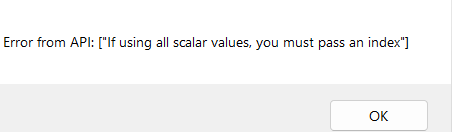 Error from API: ["If using all scalar values, you must pass an index"]
OK